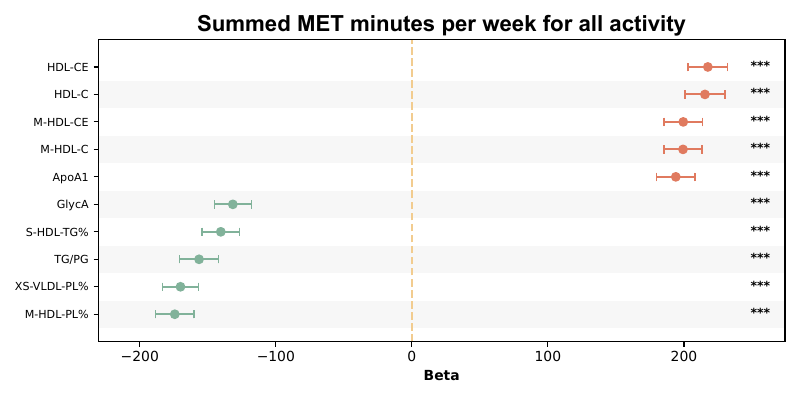 Summed MET minutes per week for all activity
HDL-CE ***
HDL-C ***
M-HDL-CE ***
M-HDL-C ***
ApoA1 ***
GlycA ***
S-HDL-TG% ***
TG/PG ***
XS-VLDL-PL% ***
M-HDL-PL% ***
−200 −100 0 100 200
Beta